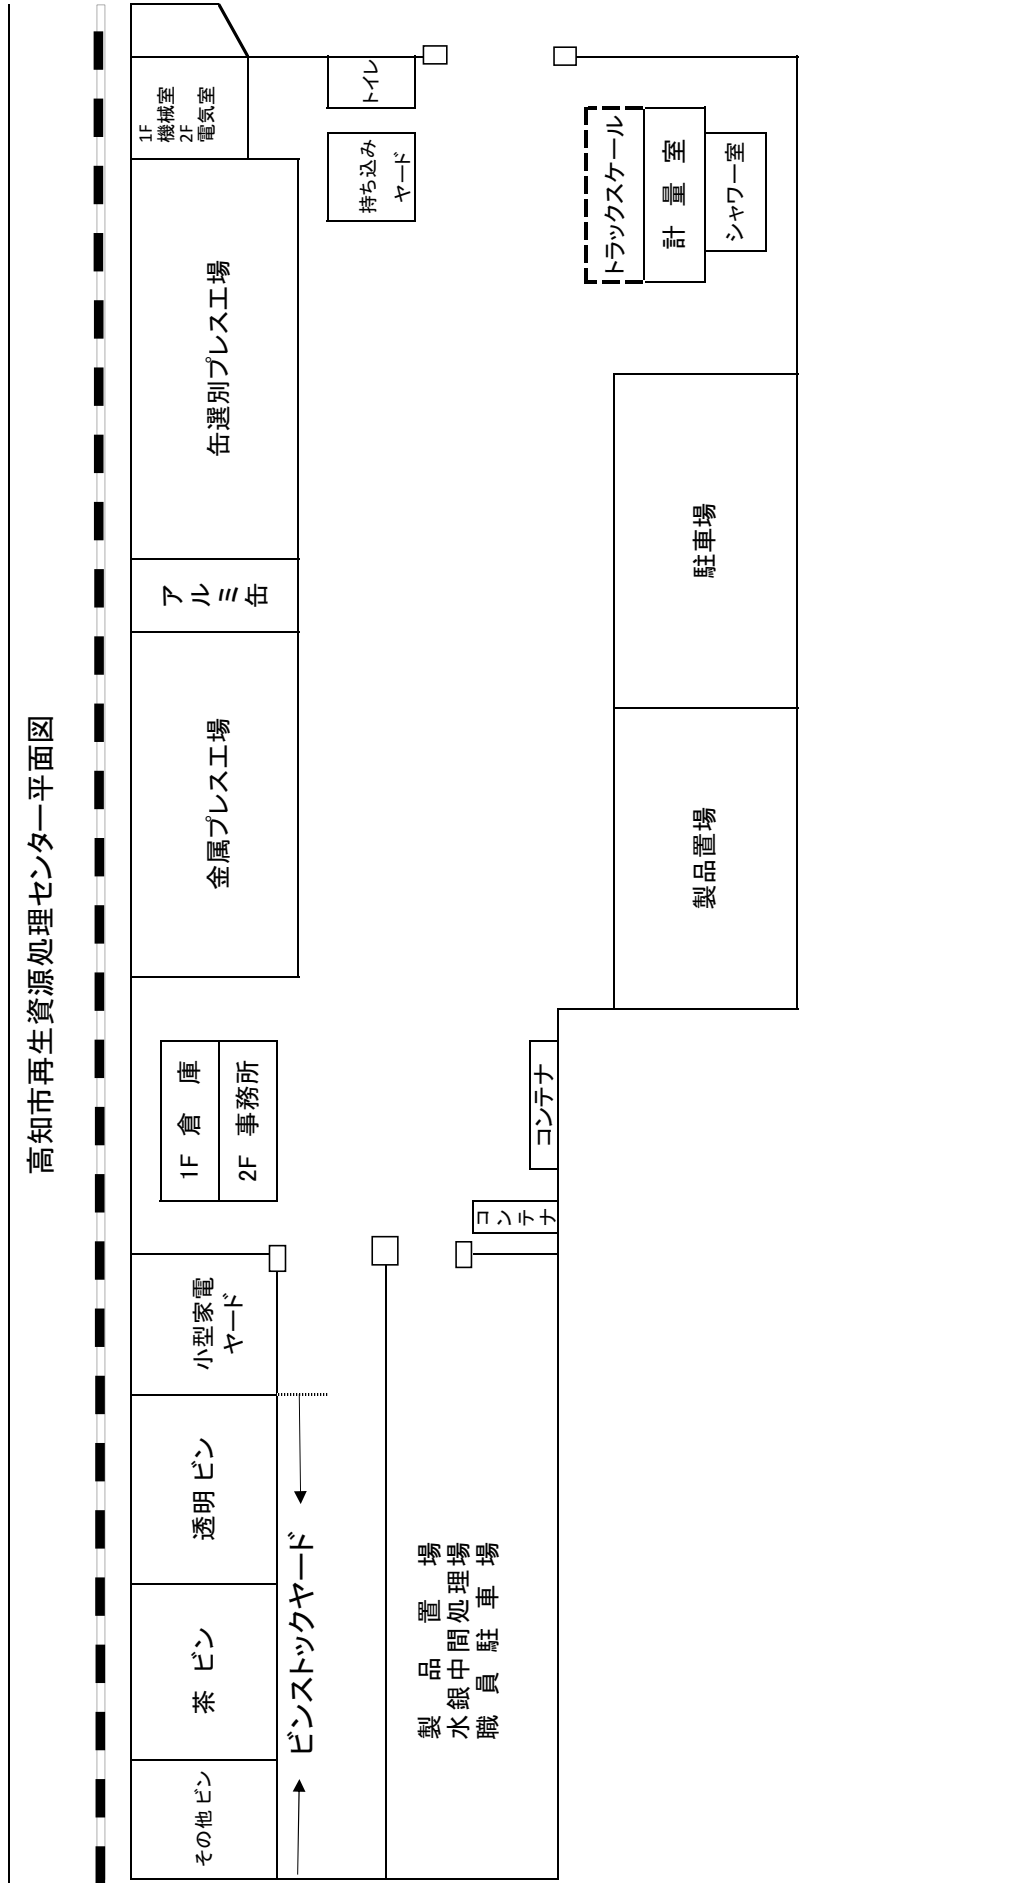 高知市再生資源処理センター平面図
1F
機械室
2F
電気室
缶選別プレス工場
アルミ缶
金属プレス工場
1F 倉 庫
2F 事務所
小型家電
ヤード
透明 ビン
茶 ビン
その他 ビン
ビンストックヤード
トイレ
持ち込み
ヤード
製 品 置 場
水銀中間処理場
職 員 駐 車 場
コンテナ
コンテナ
トラックスケール
計 量 室
シャワー室
駐車場
製品置場